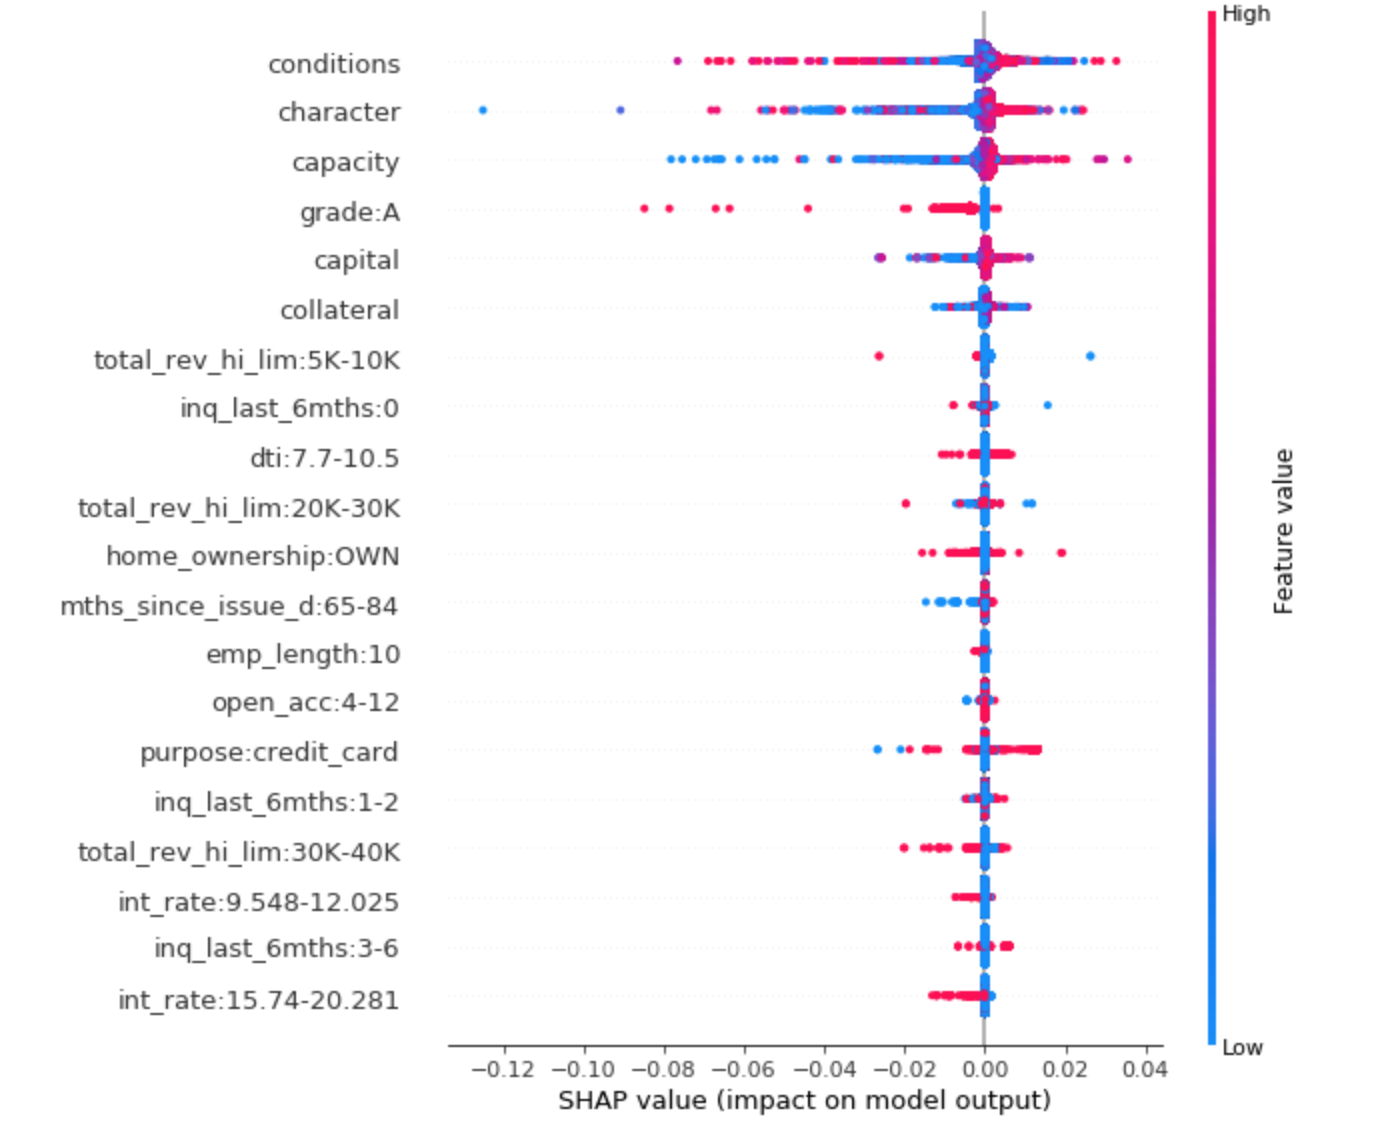 High
conditions
character
capacity
grade:A
capital
collateral
total_rev_hi_lim:5K-10K
inq_last_6mths:0
dti:7.7-10.5
total_rev_hi_lim:20K-30K
home_ownership:OWN
mths_since_issue_d:65-84
emp_length:10
open_acc:4-12
purpose:credit_card
inq_last_6mths:1-2
total_rev_hi_lim:30K-40K
int_rate:9.548-12.025
inq_last_6mths:3-6
int_rate:15.74-20.281
Feature value
Low
−0.12 −0.10 −0.08 −0.06 −0.04 −0.02 0.00 0.02 0.04
SHAP value (impact on model output)